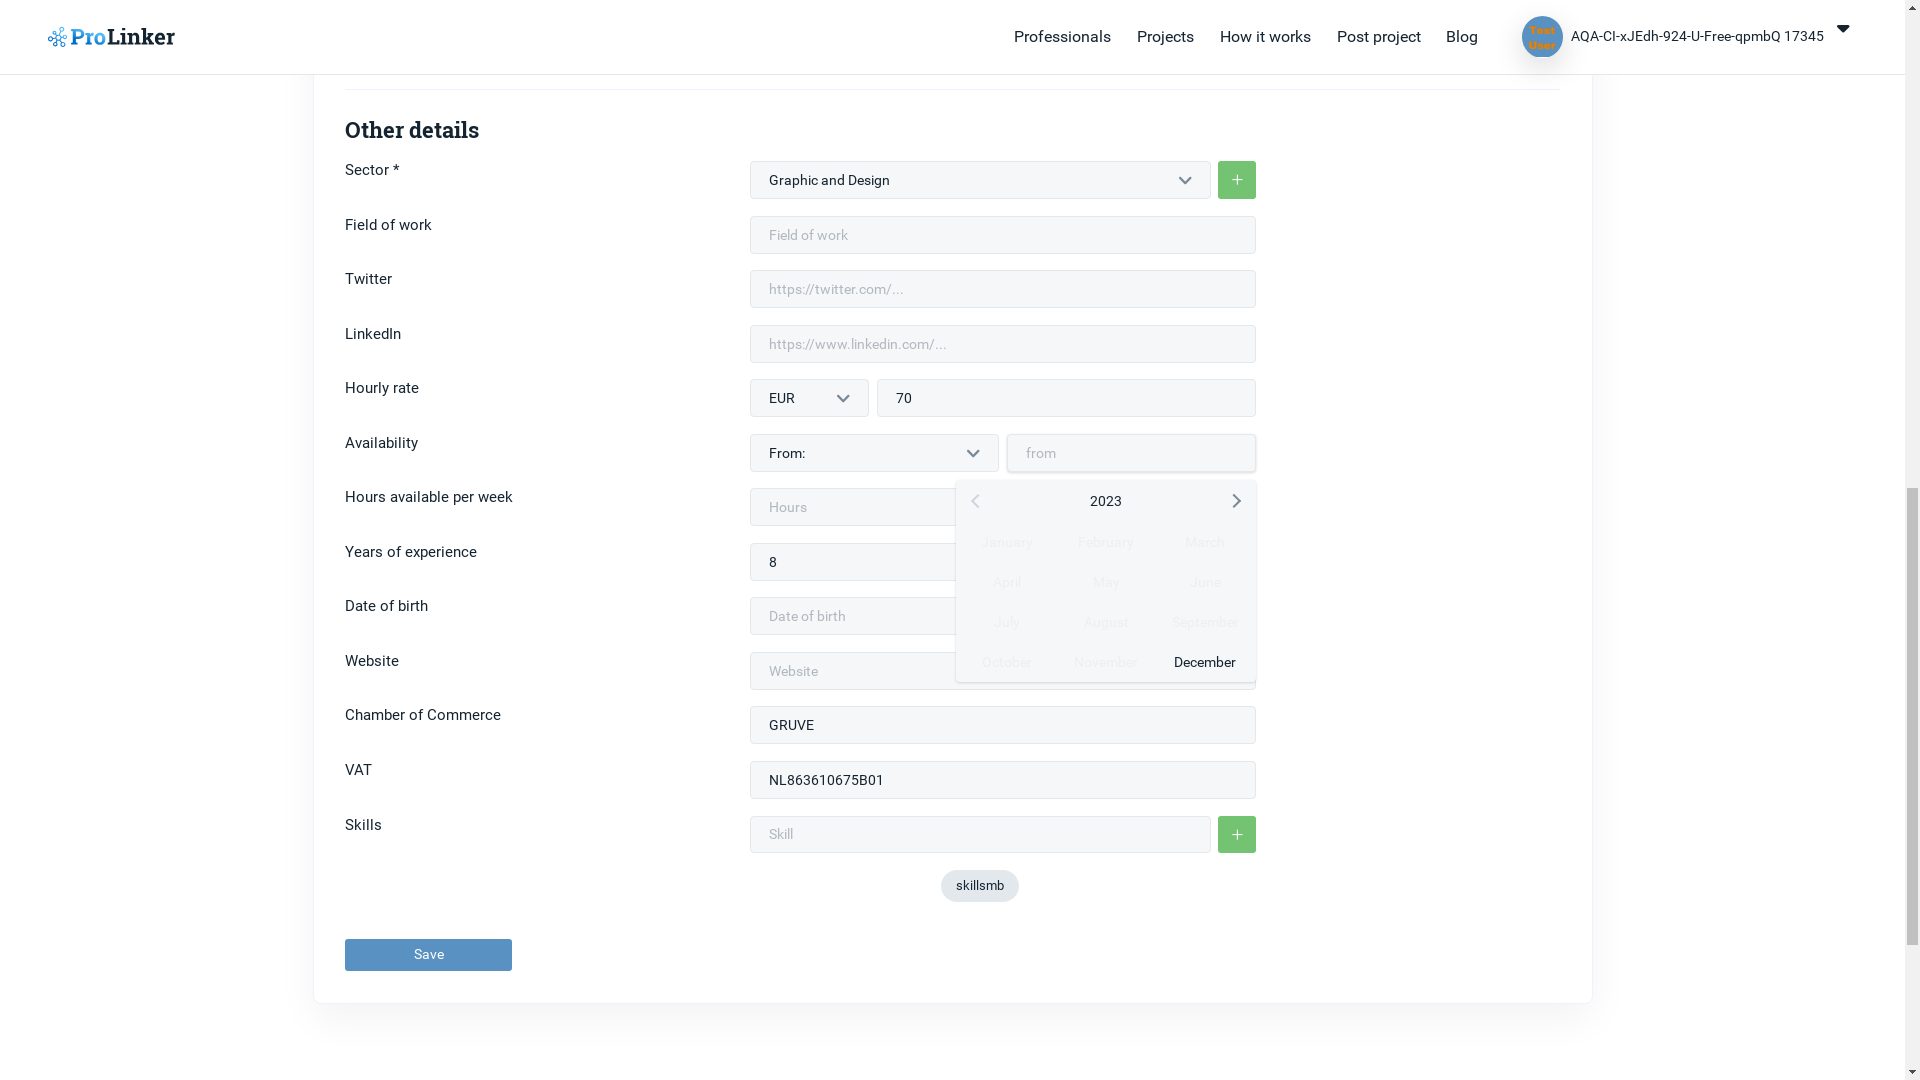 ProLinker
Professionals
Projects
How it works
Post project
Blog
Test
User
AQA-CI-xJEdh-924-U-Free-qpmbQ 17345
Other details
Sector *
Graphic and Design
+
Field of work
Field of work
Twitter
https://twitter.com/...
LinkedIn
https://www.linkedin.com/...
Hourly rate
EUR
70
Availability
From:
from
Hours available per week
Hours
2023
January February March
April May June
July August September
October November December
Years of experience
8
Date of birth
Date of birth
Website
Website
Chamber of Commerce
GRUVE
VAT
NL863610675B01
Skills
Skill
+
skillsmb
Save